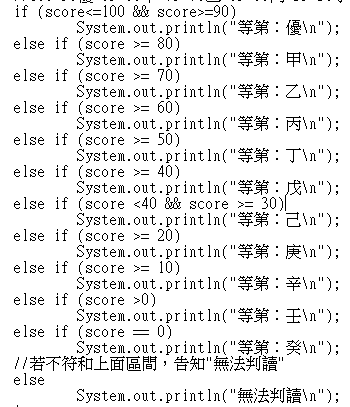 if (score<=100 && score>=90)
System.out.println("等第：優\n");
else if (score >= 80)
System.out.println("等第：甲\n");
else if (score >= 70)
System.out.println("等第：乙\n");
else if (score >= 60)
System.out.println("等第：丙\n");
else if (score >= 50)
System.out.println("等第：丁\n");
else if (score >= 40)
System.out.println("等第：戊\n");
else if (score <40 && score >= 30)
System.out.println("等第：己\n");
else if (score >= 20)
System.out.println("等第：庚\n");
else if (score >= 10)
System.out.println("等第：辛\n");
else if (score >0)
System.out.println("等第：壬\n");
else if (score == 0)
System.out.println("等第：癸\n");
//若不符和上面區間，告知"無法判讀"
else
System.out.println("無法判讀\n");